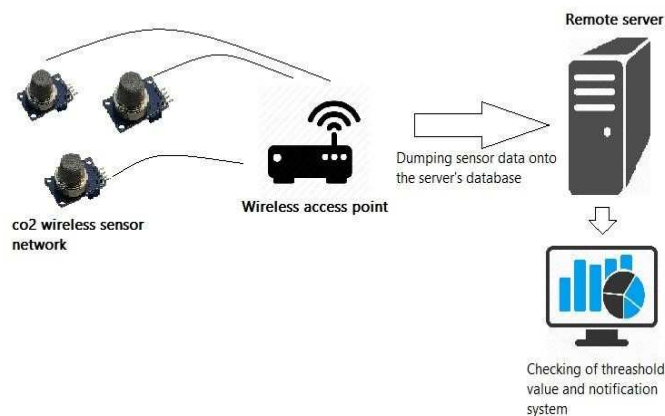 Remote server
Dumping sensor data onto
the server's database
Wireless access point
co2 wireless sensor
network
Checking of threashold
value and notification
system